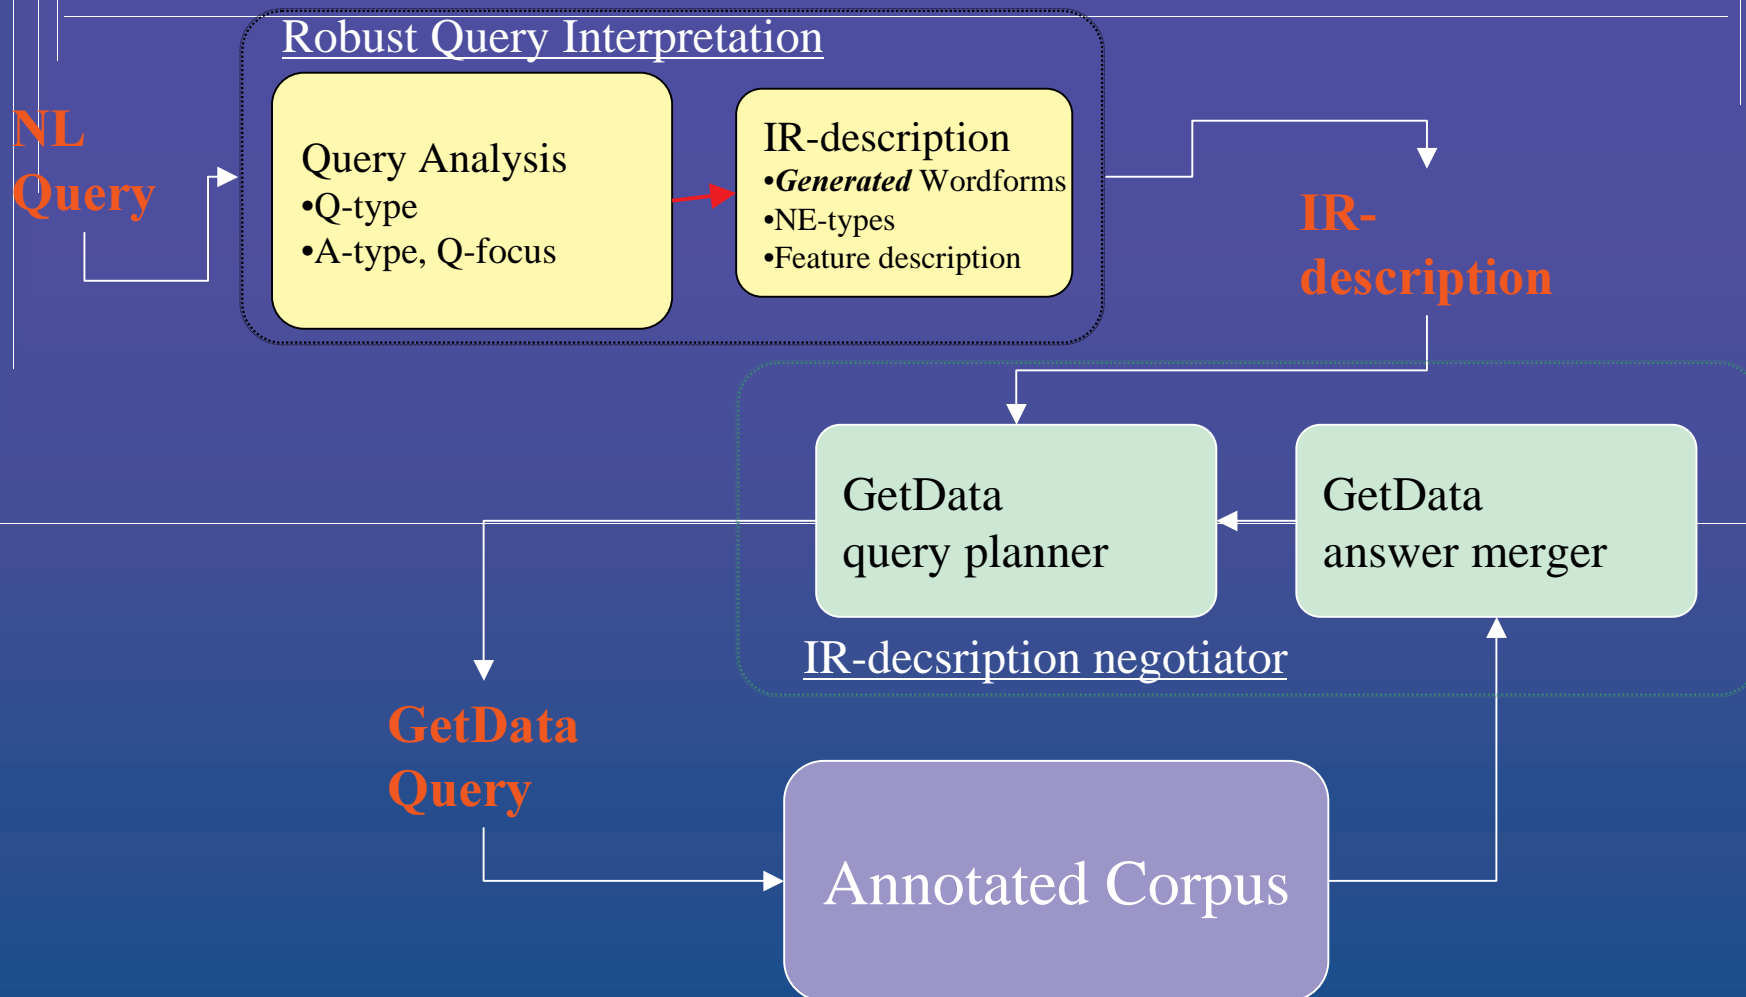 Robust Query Interpretation
NL
Query
Query Analysis
•Q-type
•A-type, Q-focus
IR-description
•Generated Wordforms
•NE-types
•Feature description
IR-
description
GetData
query planner
GetData
answer merger
IR-decsription negotiator
GetData
Query
Annotated Corpus